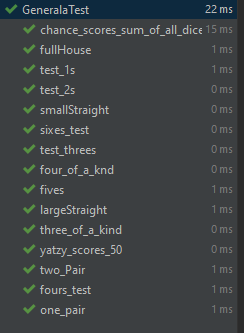 GeneralaTest 22 ms
chance_scores_sum_of_all_dice 15 ms
fullHouse 1 ms
test_1s 1 ms
test_2s 0 ms
smallStraight 0 ms
sixes_test 0 ms
test_threes 0 ms
four_of_a_knd 0 ms
fives 1 ms
largeStraight 1 ms
three_of_a_kind 0 ms
yatzy_scores_50 0 ms
two_Pair 1 ms
fours_test 1 ms
one_pair 1 ms